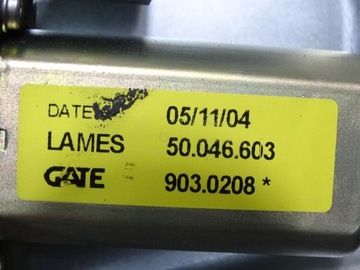 DATE 05/11/04
LAMES 50.046.603
GATE 903.0208 *